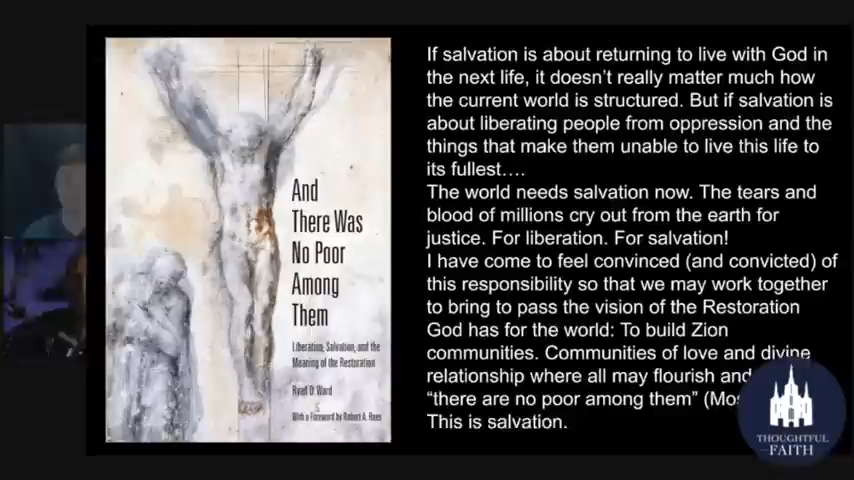 And
There Was
No Poor
Among
Them
Liberation, Salvation, and the
Meaning of the Restoration
Ryan D. Ward
With a Foreword by Robert A. Rees
If salvation is about returning to live with God in
the next life, it doesn't really matter much how
the current world is structured. But if salvation is
about liberating people from oppression and the
things that make them unable to live this life to
its fullest....
The world needs salvation now. The tears and
blood of millions cry out from the earth for
justice. For liberation. For salvation!
I have come to feel convinced (and convicted) of
this responsibility so that we may work together
to bring to pass the vision of the Restoration
God has for the world: To build Zion
communities. Communities of love and divine
relationship where all may flourish and
“there are no poor among them”
This is salvation.
THOUGHTFUL
FAITH